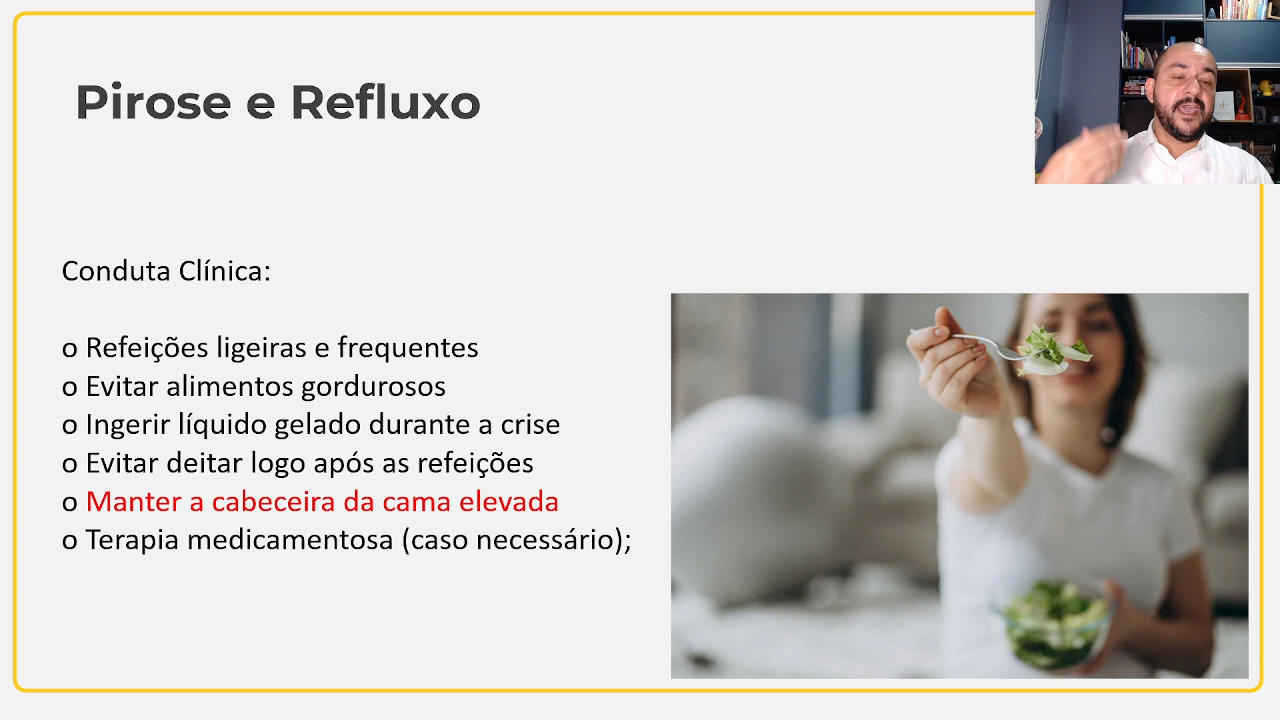 Pirose e Refluxo
Conduta Clínica:
o Refeições ligeiras e frequentes
o Evitar alimentos gordurosos
o Ingerir líquido gelado durante a crise
o Evitar deitar logo após as refeições
o Manter a cabeceira da cama elevada
o Terapia medicamentosa (caso necessário);